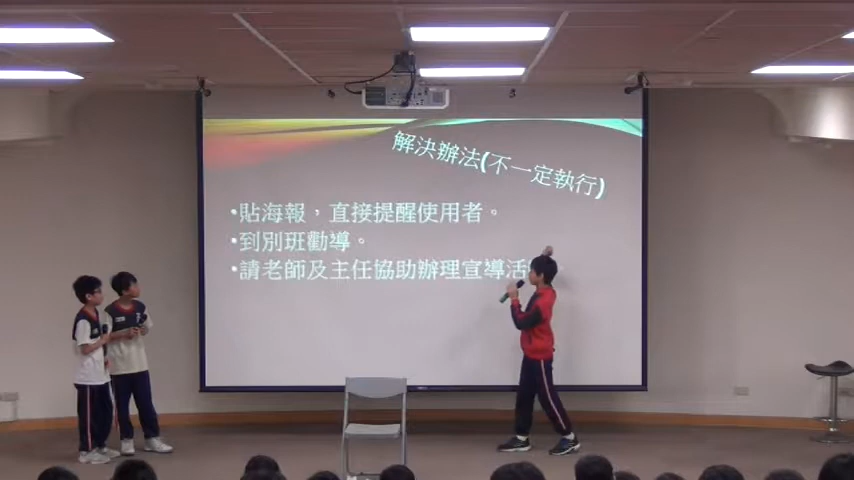 解決辦法(不一定執行)
•貼海報，直接提醒使用者。
•到別班勸導。
•請老師及主任協助辦理宣導活